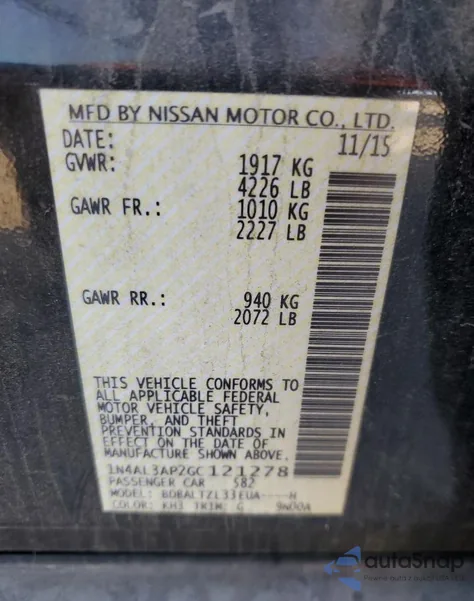 MFD BY NISSAN MOTOR CO., LTD.
DATE: 11/15
GVWR: 1917 KG
4226 LB
GAWR FR.: 1010 KG
2227 LB
GAWR RR.: 940 KG
2072 LB
THIS VEHICLE CONFORMS TO
ALL APPLICABLE FEDERAL
MOTOR VEHICLE SAFETY,
BUMPER, AND THEFT
PREVENTION STANDARDS IN
EFFECT ON THE DATE OF
MANUFACTURE SHOWN ABOVE.
1N4AL3AP2GC121278
PASSENGER CAR 582
MODEL: BDBALTZL33EUA-----H
COLOR: KH3 TRIM: G
autoSnap